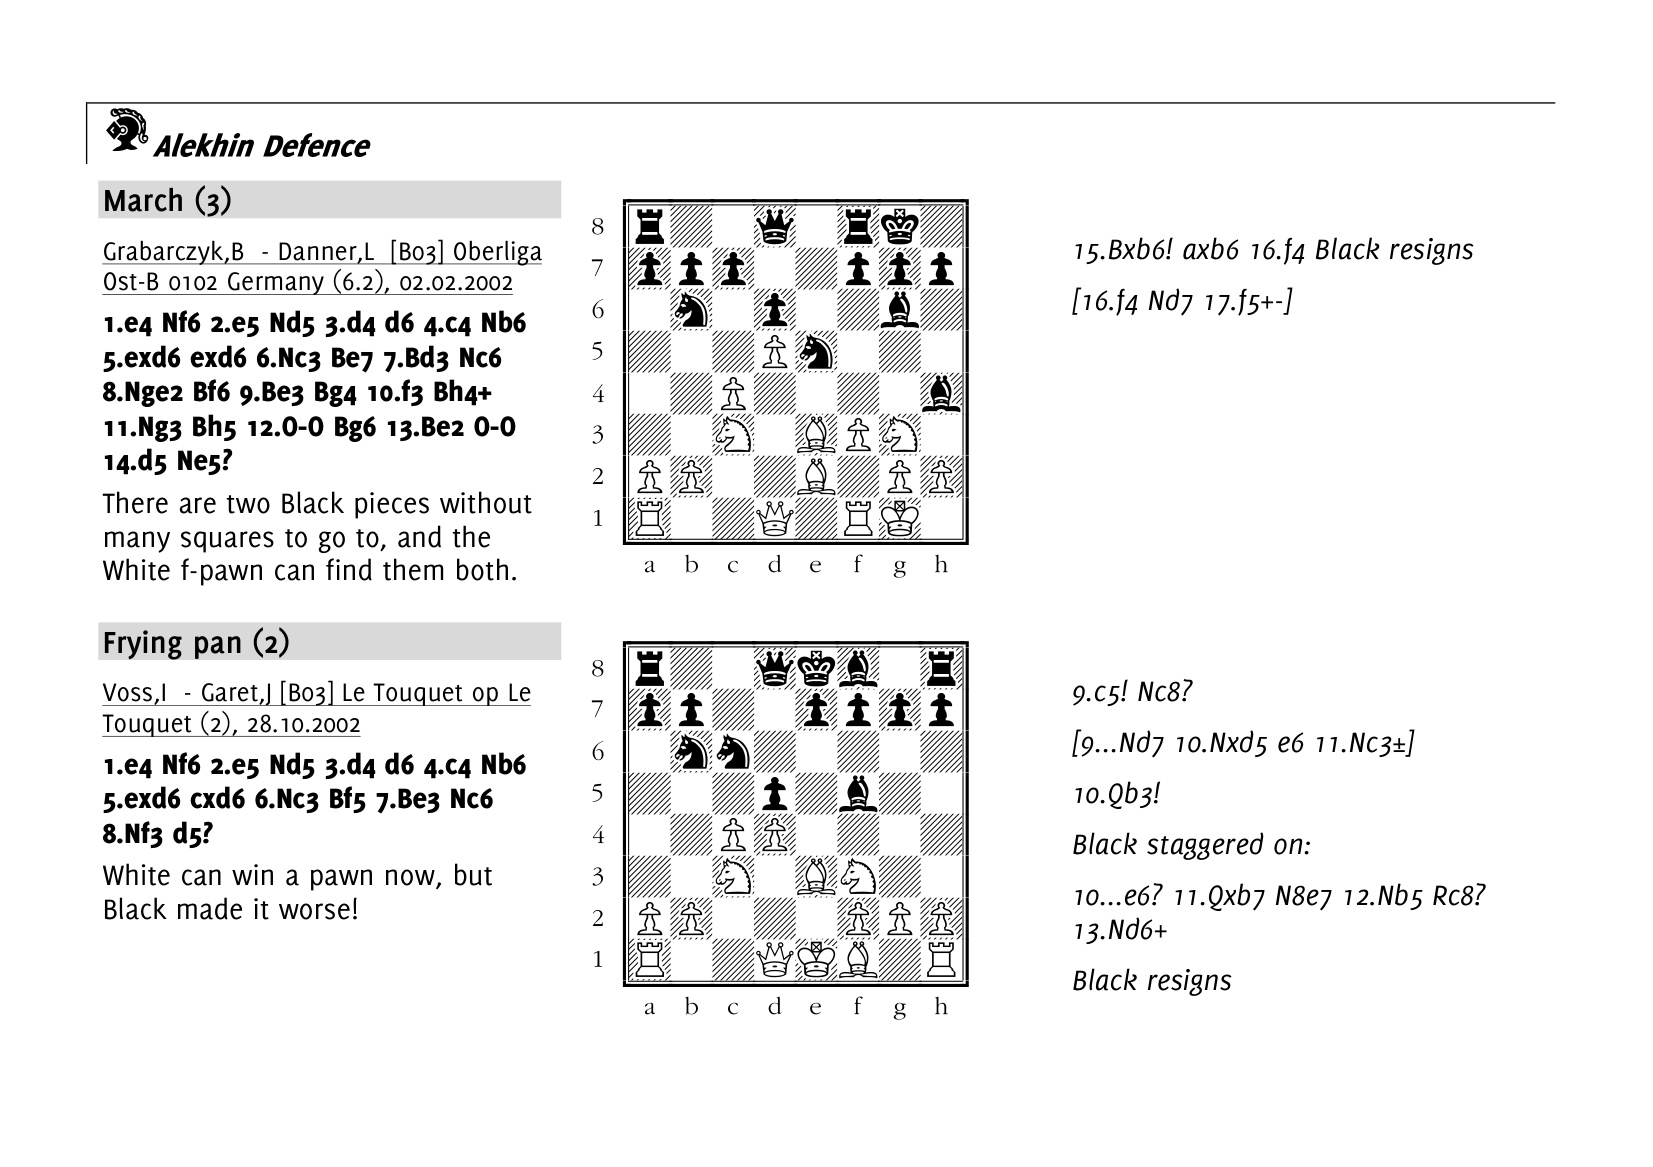 Alekhin Defence
March (3)
Grabarczyk,B - Danner,L [B03] Oberliga
Ost-B 0102 Germany (6.2), 02.02.2002
1.e4 Nf6 2.e5 Nd5 3.d4 d6 4.c4 Nb6
5.exd6 exd6 6.Nc3 Be7 7.Bd3 Nc6
8.Nge2 Bf6 9.Be3 Bg4 10.f3 Bh4+
11.Ng3 Bh5 12.0-0 Bg6 13.Be2 0-0
14.d5 Ne5?
There are two Black pieces without
many squares to go to, and the
White f-pawn can find them both.
8
7
6
5
4
3
2
1
a b c d e f g h
15.Bxb6! axb6 16.f4 Black resigns
[16.f4 Nd7 17.f5+-]
Frying pan (2)
Voss,I - Garet,J [B03] Le Touquet op Le
Touquet (2), 28.10.2002
1.e4 Nf6 2.e5 Nd5 3.d4 d6 4.c4 Nb6
5.exd6 cxd6 6.Nc3 Bf5 7.Be3 Nc6
8.Nf3 d5?
White can win a pawn now, but
Black made it worse!
8
7
6
5
4
3
2
1
a b c d e f g h
9.c5! Nc8?
[9...Nd7 10.Nxd5 e6 11.Nc3±]
10.Qb3!
Black staggered on:
10...e6? 11.Qxb7 N8e7 12.Nb5 Rc8?
13.Nd6+
Black resigns